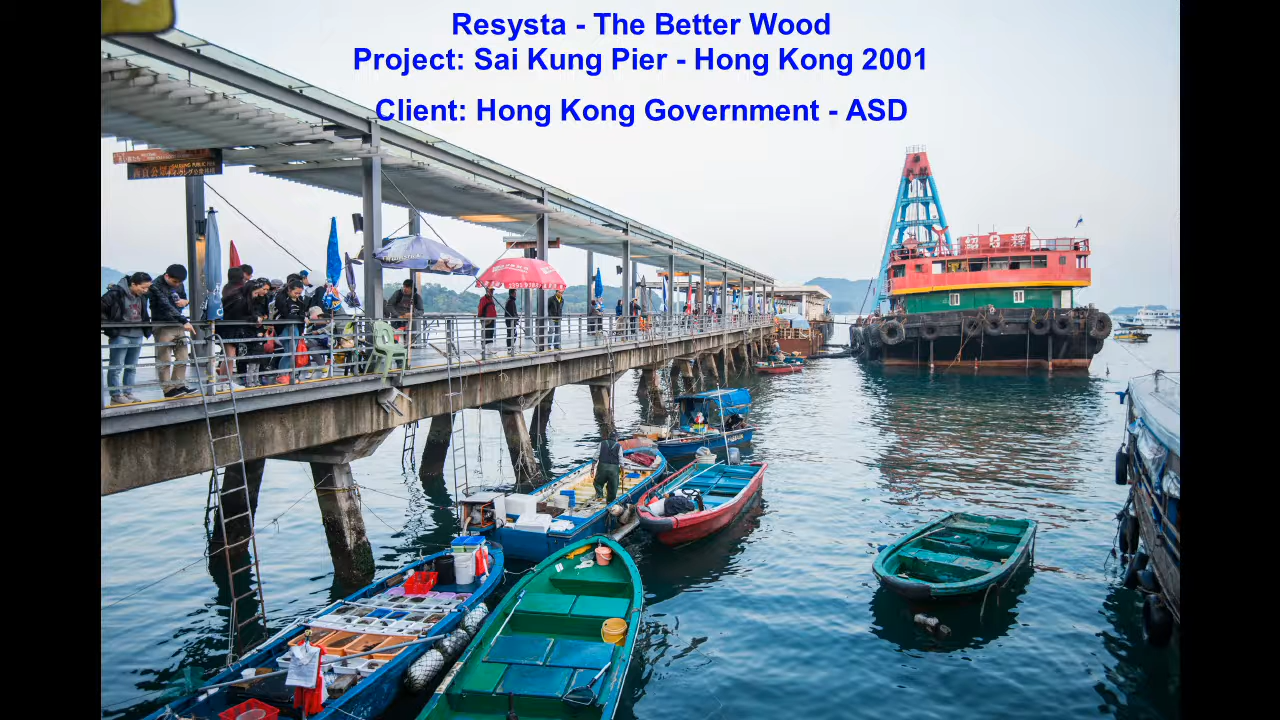 Resysta - The Better Wood
Project: Sai Kung Pier - Hong Kong 2001
Client: Hong Kong Government - ASD